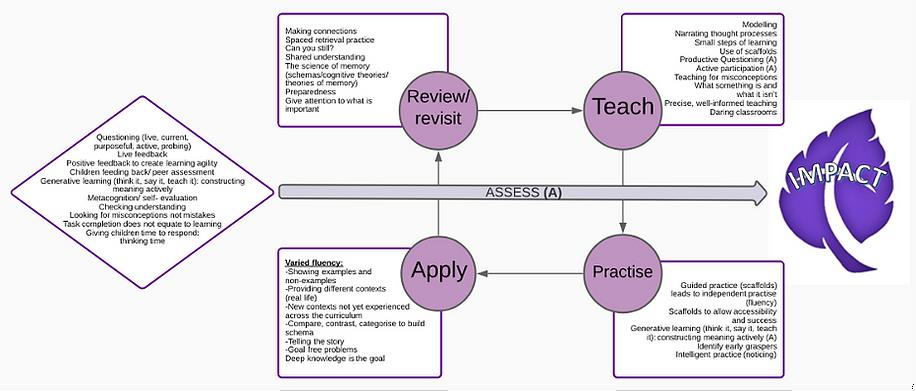 Making connections
Spaced retrieval practice
Can you still?
Shared understanding
The science of memory
(schemas/cognitive theories/
theories of memory)
Preparedness
Give attention to what is
important
Review/
revisit
Teach
Modelling
Narrating thought processes
Small steps of learning
Use of scaffolds
Productive Questioning (A)
Active participation (A)
Teaching for misconceptions
What something is and
what it isn't
Precise, well-informed teaching
Daring classrooms
Questioning (live, current,
purposeful, active, probing)
Live feedback
Positive feedback to create learning agility
Children feeding back/ peer assessment
Generative learning (think it, say it, teach it): constructing
meaning actively
Metacognition/ self- evaluation
Checking understanding
Looking for misconceptions not mistakes
Task completion does not equate to learning
Giving children time to respond:
thinking time
ASSESS (A)
IMPACT
Varied fluency:
-Showing examples and
non-examples
-Providing different contexts
(real life)
-New contexts not yet experienced
across the curriculum
-Compare, contrast, categorise to build
schema
-Telling the story
-Goal free problems
Deep knowledge is the goal
Apply
Practise
Guided practice (scaffolds)
leads to independent practise
(fluency)
Scaffolds to allow accessibility
and success
Generative learning (think it, say it, teach
it): constructing meaning actively (A)
Identify early graspers
Intelligent practice (noticing)